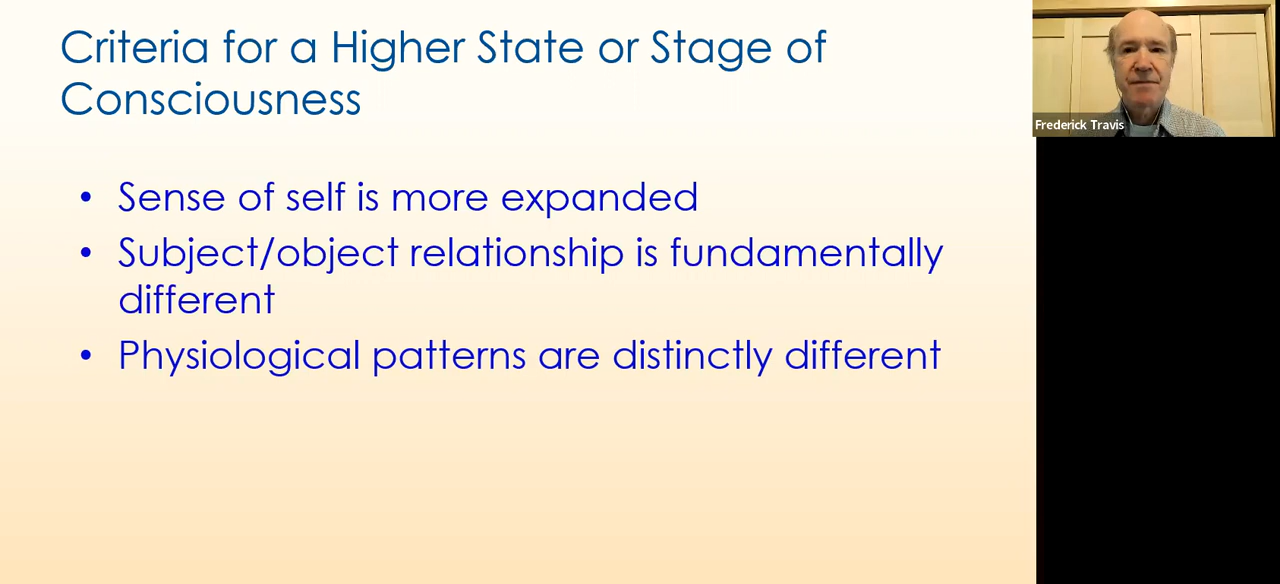 Criteria for a Higher State or Stage of
Consciousness
• Sense of self is more expanded
• Subject/object relationship is fundamentally
different
• Physiological patterns are distinctly different
Frederick Travis